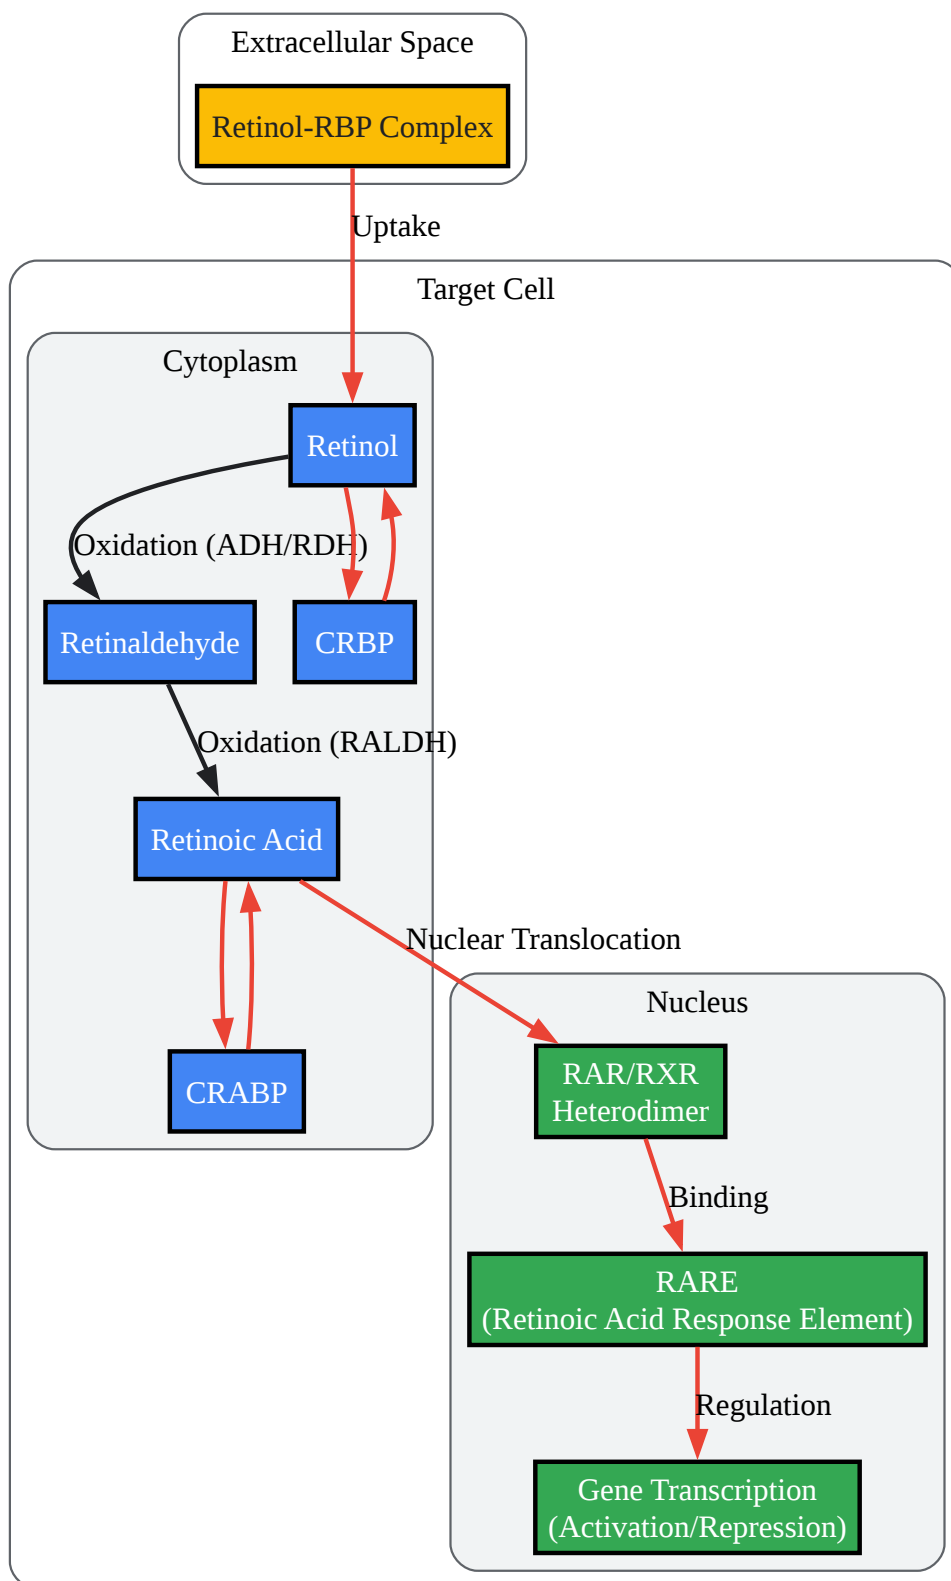 Extracellular Space
Retinol-RBP Complex
Uptake
Target Cell
Cytoplasm
Retinol
Oxidation (ADH/RDH)
Retinaldehyde
CRBP
Oxidation (RALDH)
Retinoic Acid
Nuclear Translocation
CRABP
Nucleus
RAR/RXR
Heterodimer
Binding
RARE
(Retinoic Acid Response Element)
Regulation
Gene Transcription
(Activation/Repression)